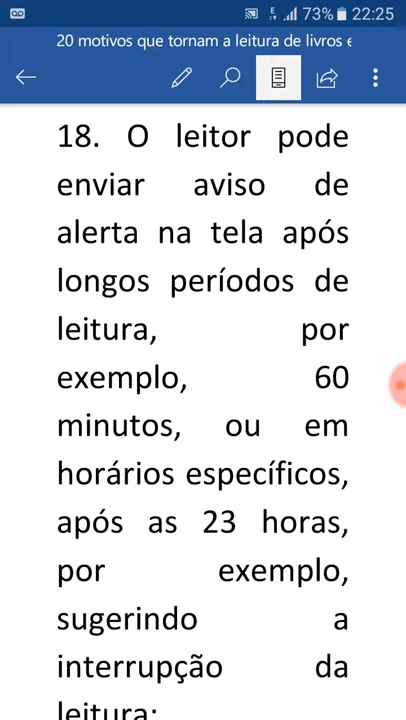 73% 22:25
20 motivos que tornam a leitura de livros e
18. O leitor pode
enviar aviso de
alerta na tela após
longos períodos de
leitura, por
exemplo, 60
minutos, ou em
horários específicos,
após as 23 horas,
por exemplo,
sugerindo a
interrupção da
leitura;